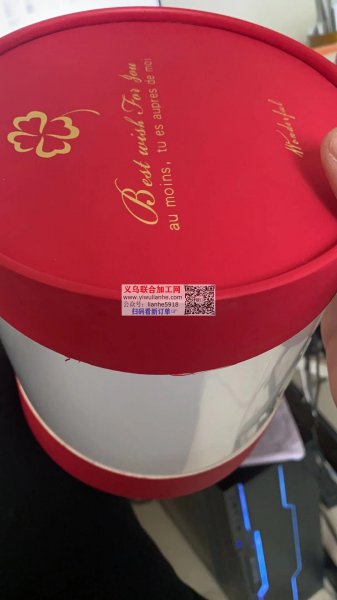 Best wish For You
au moins, tu es aupres de moi
Wonderful
义乌联合加工网
www.yiwulianhe.com
公众号：lianhe5918
扫码看新订单☞